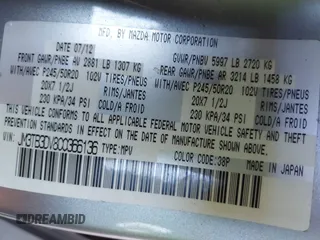 MFD. BY MAZDA MOTOR CORPORATION
DATE 07/12 GVWR/PNBV 5997 LB 2720 KG
FRONT GAWR/PNBE AV 2881 LB 1307 KG REAR GAWR/PNBE AR 3214 LB 1458 KG
WITH/AVEC P245/50R20 102V TIRES/PNEUS WITH/AVEC P245/50R20 102V TIRES/PNEUS
20X7 1/2J RIMS/JANTES 20X7 1/2J RIMS/JANTES
230 KPA/34 PSI COLD/A FROID 230 KPA/34 PSI COLD/A FROID
THIS VEHICLE CONFORMS TO ALL APPLICABLE FEDERAL MOTOR VEHICLE SAFETY
AND THEFT PREVENTION STANDARDS IN EFFECT ON THE DATE OF
MANUFACTURE SHOWN ABOVE.
TYPE:MPV COLOR CODE:38P MADE IN JAPAN
DREAMBID